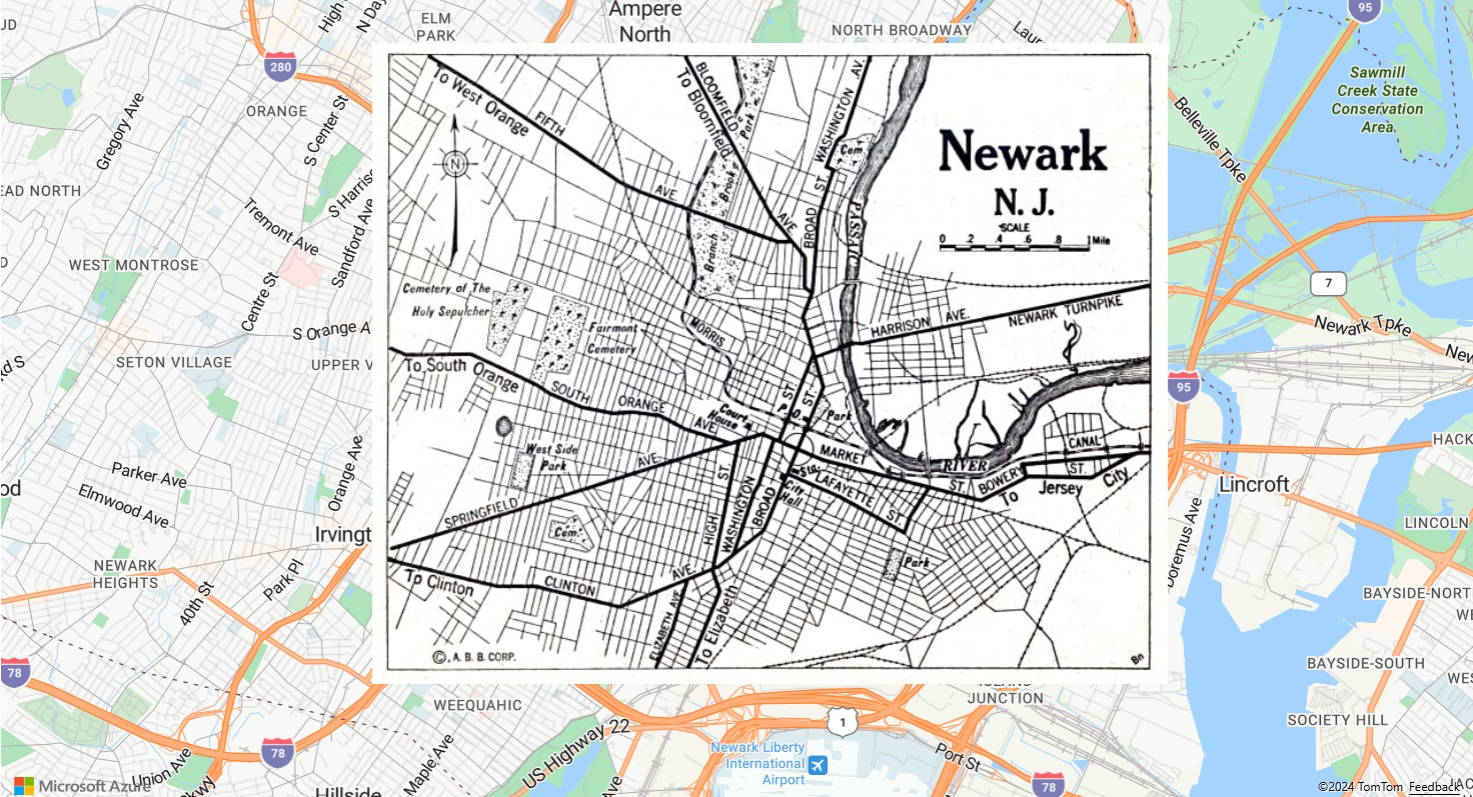 ELM
PARK
High
N Day
Ampere
North
NORTH BROADWAY
95
280
ORANGE
Gregory Ave
S Center St
S Harris
EAD NORTH
Tremont Ave
Sandford Ave
WEST MONTROSE
Centre St
S Orange A
SETON VILLAGE
UPPER V
Parker Ave
Elmwood Ave
Orange Ave
Irvingt
NEWARK
HEIGHTS
40th St
Park Pl
78
78
Union Ave
Pkwy
Maple Ave
Hillside
WEEQUAHIC
US Highway 22
1
Newark Liberty
International
Airport
Port St
78
ISLAND
JUNCTION
Sawmill
Creek State
Conservation
Area
Belleville Tpke
7
Newark Tpke
New
95
HACK
Lincroft
LINCOLN
Doremus Ave
BAYSIDE-NORT
BAYSIDE-SOUTH
WES
SOCIETY HILL
To West Orange
FIFTH
AVE.
BLOOMFIELD
To Bloomfield
AVE
Branch Brook Park
WASHINGTON AV.
Cem.
BROAD ST.
PASSAIC
Newark
N. J.
SCALE
0 .2 .4 .6 .8 1 Mile
N
Cemetery of The
Holy Sepulcher
Fairmont
Cemetery
MORRIS
HARRISON AVE.
NEWARK TURNPIKE
To South Orange
SOUTH ORANGE AVE.
Court
House
P.O.
ST.
ST.
Park
West Side
Park
SPRINGFIELD AVE.
MARKET ST.
RIVER
CANAL
ST.
BOWERY
To Jersey City
Sta.
City
Hall
LAFAYETTE ST.
HIGH ST.
WASHINGTON
BROAD
Cem.
Park
To Clinton
CLINTON AVE.
ELIZABETH AVE.
To Elizabeth
©, A. B. B. CORP.
Bn
Microsoft Azure
©2024 TomTom Feedback